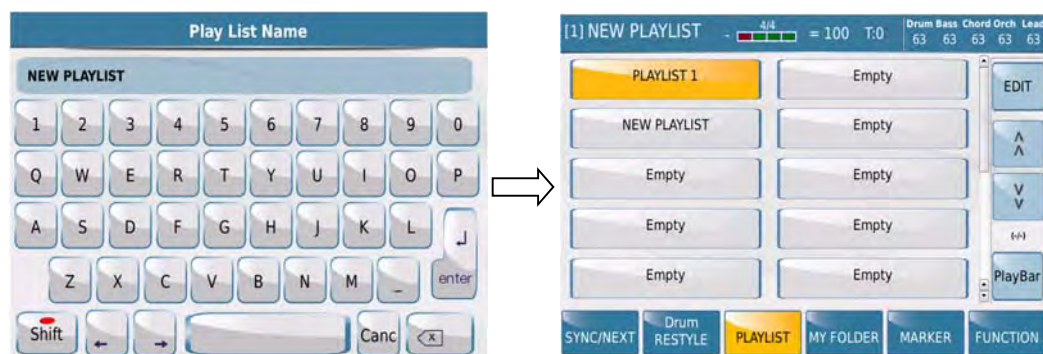 Play List Name
NEW PLAYLIST
1 2 3 4 5 6 7 8 9 0
Q W E R T Y U I O P
A S D F G H J K L
enter
Z X C V B N M _
Shift Canc X
[1] NEW PLAYLIST - 4/4 = 100 T:0
Drum Bass Chord Orch Lead
63 63 63 63 63
PLAYLIST 1 Empty EDIT
NEW PLAYLIST Empty
Empty Empty
Empty Empty (-/-)
Empty Empty PlayBar
SYNC/NEXT Drum RESTYLE PLAYLIST MY FOLDER MARKER FUNCTION